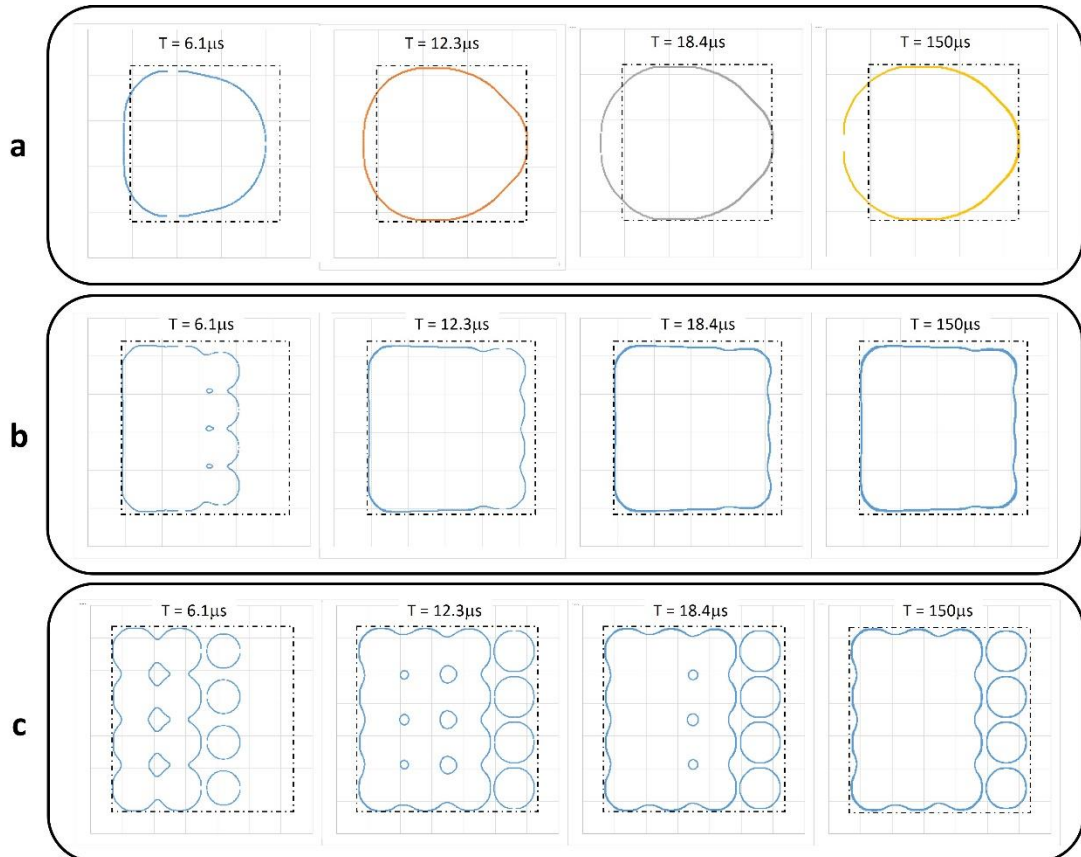 T = 6.1µs
T = 12.3µs
T = 18.4µs
T = 150µs
a
T = 6.1µs
T = 12.3µs
T = 18.4µs
T = 150µs
b
T = 6.1µs
T = 12.3µs
T = 18.4µs
T = 150µs
c